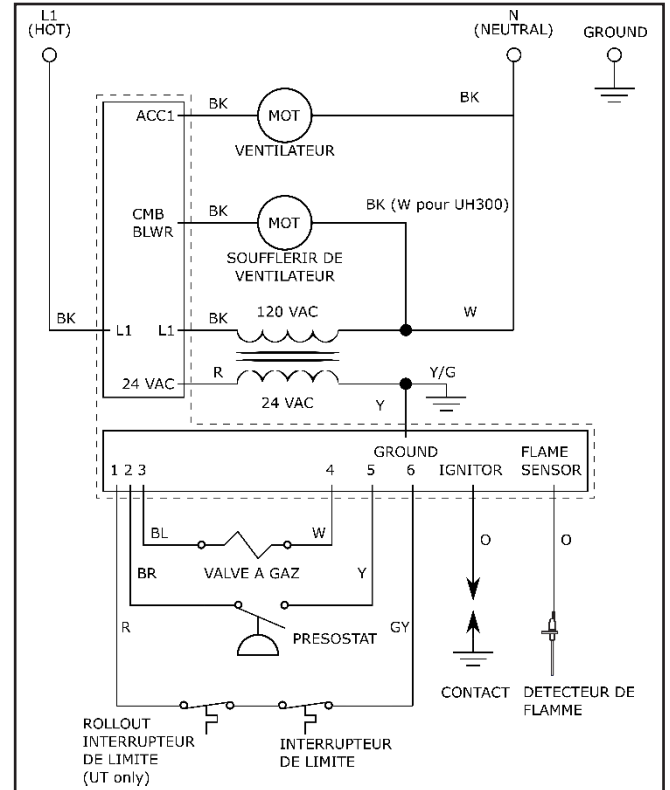 L1
(HOT)
N
(NEUTRAL)
GROUND
ACC1
BK
MOT
BK
VENTILATEUR
CMB
BLWR
BK
MOT
BK (W pour UH300)
SOUFFLERIR DE
VENTILATEUR
BK
L1
L1
BK
120 VAC
W
24 VAC
R
24 VAC
Y
Y/G
GROUND
FLAME
SENSOR
1
2
3
4
5
6
IGNITOR
BL
W
O
O
VALVE A GAZ
BR
Y
R
PRESOSTAT
GY
CONTACT
DETECTEUR DE
FLAMME
ROLLOUT
INTERRUPTEUR
DE LIMITE
(UT only)
INTERRUPTEUR
DE LIMITE